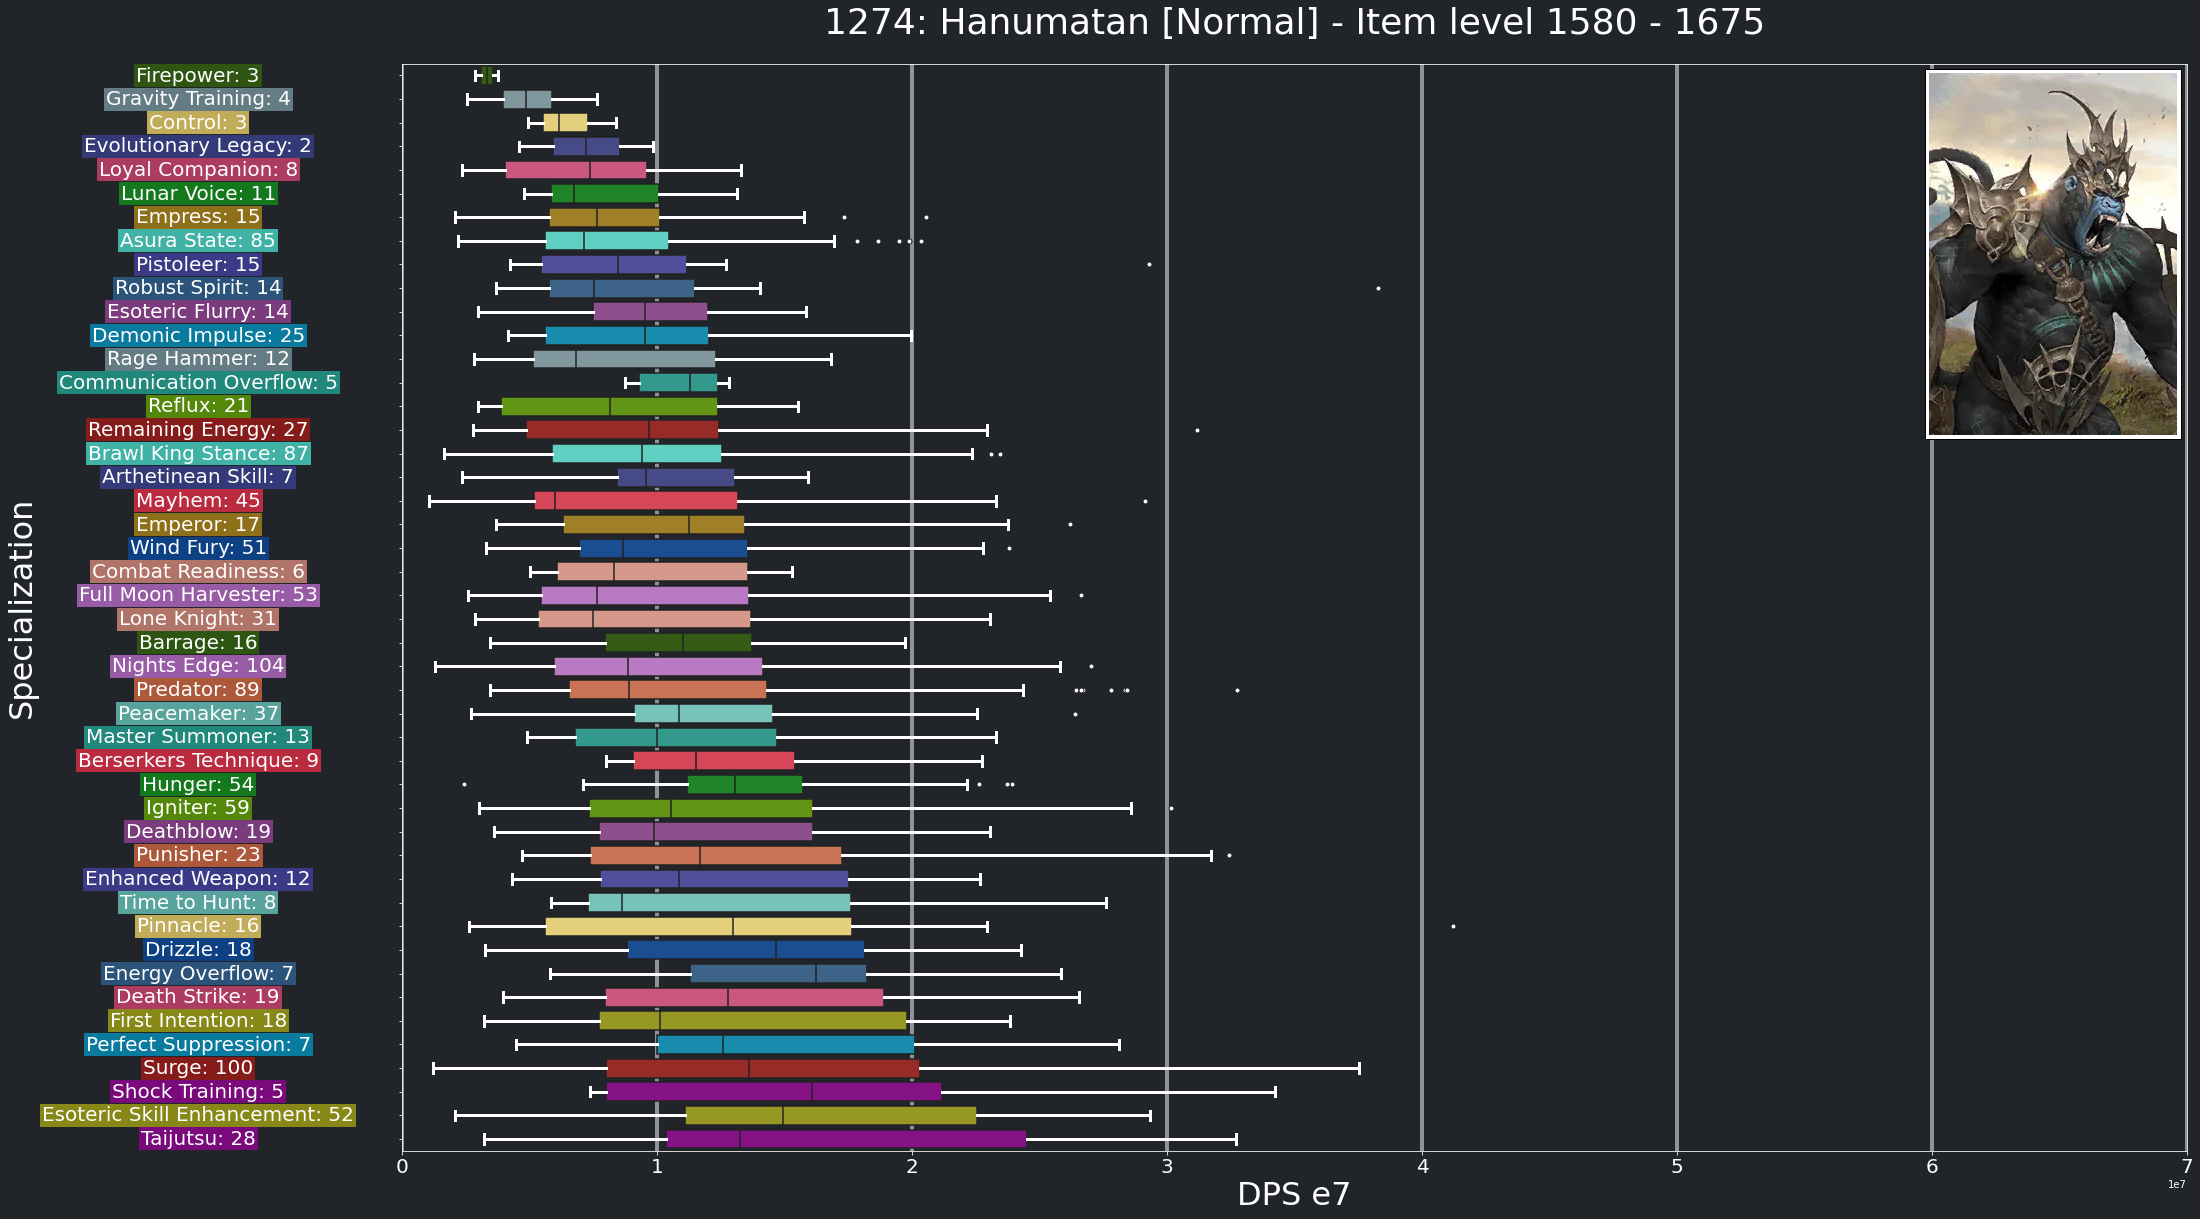 1274: Hanumatan [Normal] - Item level 1580 - 1675
Specialization
Firepower: 3
Gravity Training: 4
Control: 3
Evolutionary Legacy: 2
Loyal Companion: 8
Lunar Voice: 11
Empress: 15
Asura State: 85
Pistoleer: 15
Robust Spirit: 14
Esoteric Flurry: 14
Demonic Impulse: 25
Rage Hammer: 12
Communication Overflow: 5
Reflux: 21
Remaining Energy: 27
Brawl King Stance: 87
Arthetinean Skill: 7
Mayhem: 45
Emperor: 17
Wind Fury: 51
Combat Readiness: 6
Full Moon Harvester: 53
Lone Knight: 31
Barrage: 16
Nights Edge: 104
Predator: 89
Peacemaker: 37
Master Summoner: 13
Berserkers Technique: 9
Hunger: 54
Igniter: 59
Deathblow: 19
Punisher: 23
Enhanced Weapon: 12
Time to Hunt: 8
Pinnacle: 16
Drizzle: 18
Energy Overflow: 7
Death Strike: 19
First Intention: 18
Perfect Suppression: 7
Surge: 100
Shock Training: 5
Esoteric Skill Enhancement: 52
Taijutsu: 28
0 1 2 3 4 5 6 7
1e7
DPS e7